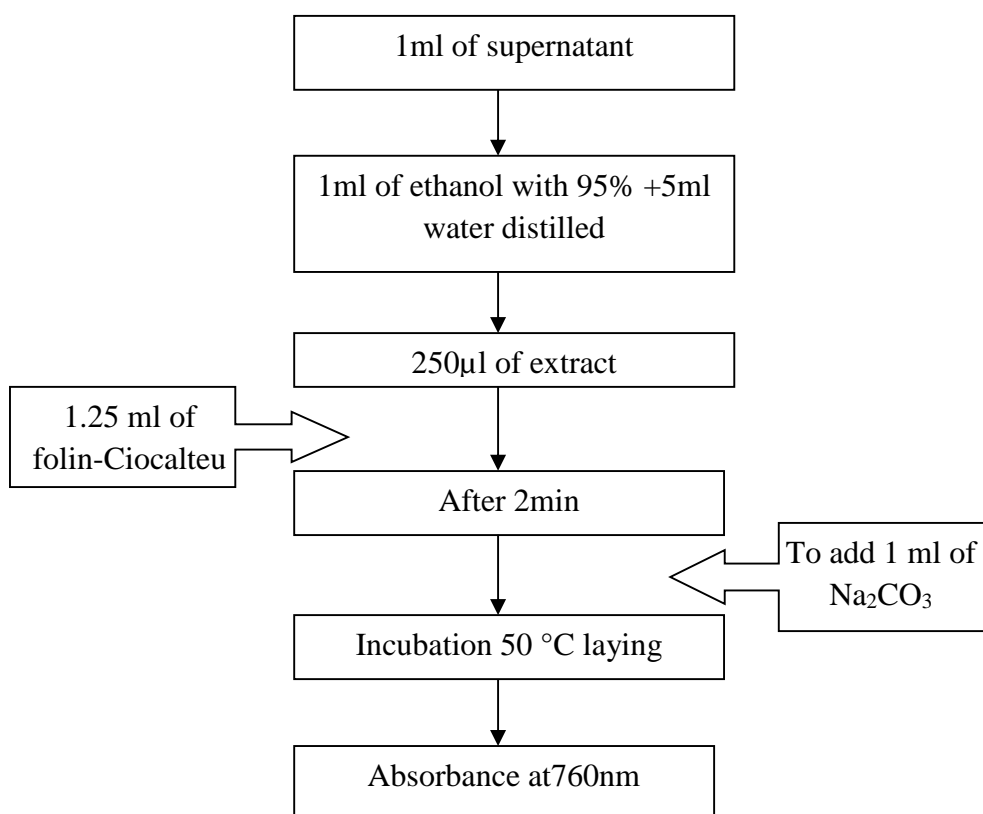 1ml of supernatant
1ml of ethanol with 95% +5ml
water distilled
250µl of extract
1.25 ml of
folin-Ciocalteu
After 2min
To add 1 ml of
Na₂CO₃
Incubation 50 °C laying
Absorbance at760nm